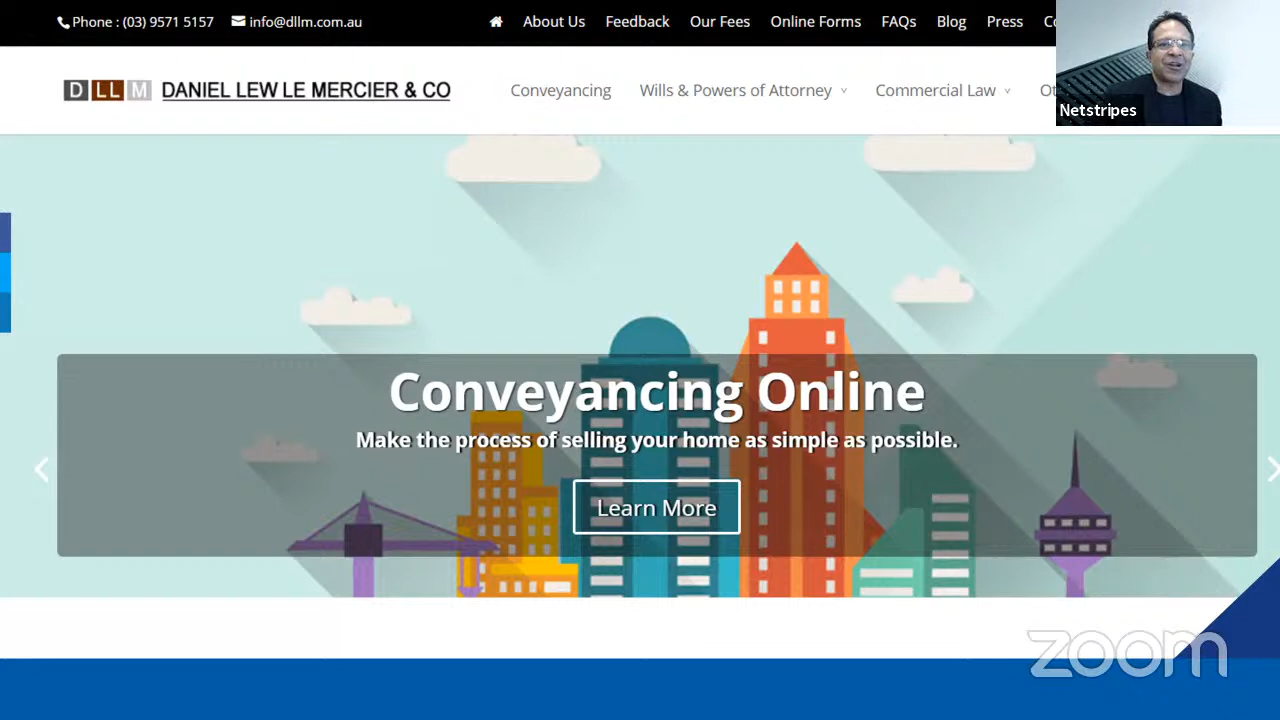 Phone : (03) 9571 5157 info@dllm.com.au About Us Feedback Our Fees Online Forms FAQs Blog Press
DLLM DANIEL LEW LE MERCIER & CO Conveyancing Wills & Powers of Attorney Commercial Law
Netstripes
Conveyancing Online
Make the process of selling your home as simple as possible.
Learn More
zoom